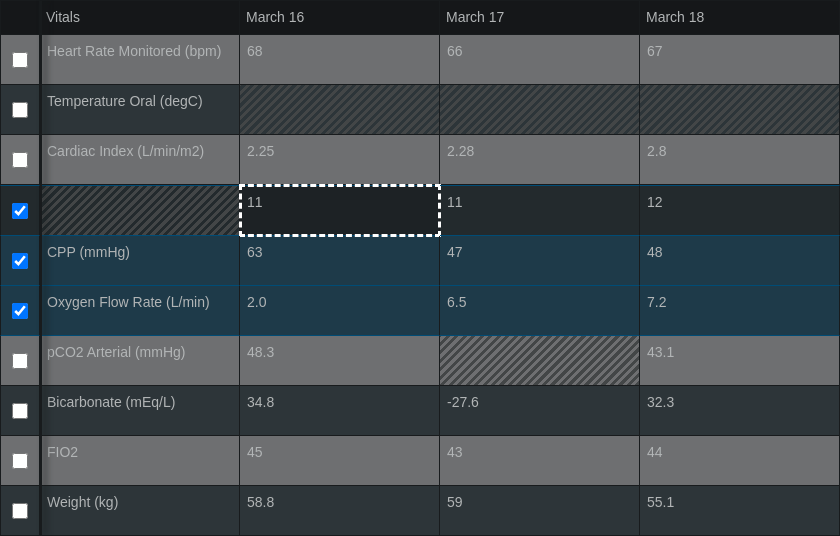 Vitals March 16 March 17 March 18
Heart Rate Monitored (bpm) 68 66 67
Temperature Oral (degC)
Cardiac Index (L/min/m2) 2.25 2.28 2.8
11 11 12
CPP (mmHg) 63 47 48
Oxygen Flow Rate (L/min) 2.0 6.5 7.2
pCO2 Arterial (mmHg) 48.3 43.1
Bicarbonate (mEq/L) 34.8 -27.6 32.3
FIO2 45 43 44
Weight (kg) 58.8 59 55.1